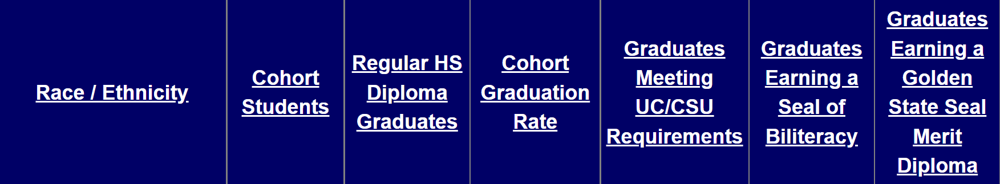 Race / Ethnicity
Cohort
Students
Regular HS
Diploma
Graduates
Cohort
Graduation
Rate
Graduates
Meeting
UC/CSU
Requirements
Graduates
Earning a
Seal of
Biliteracy
Graduates
Earning a
Golden
State Seal
Merit
Diploma